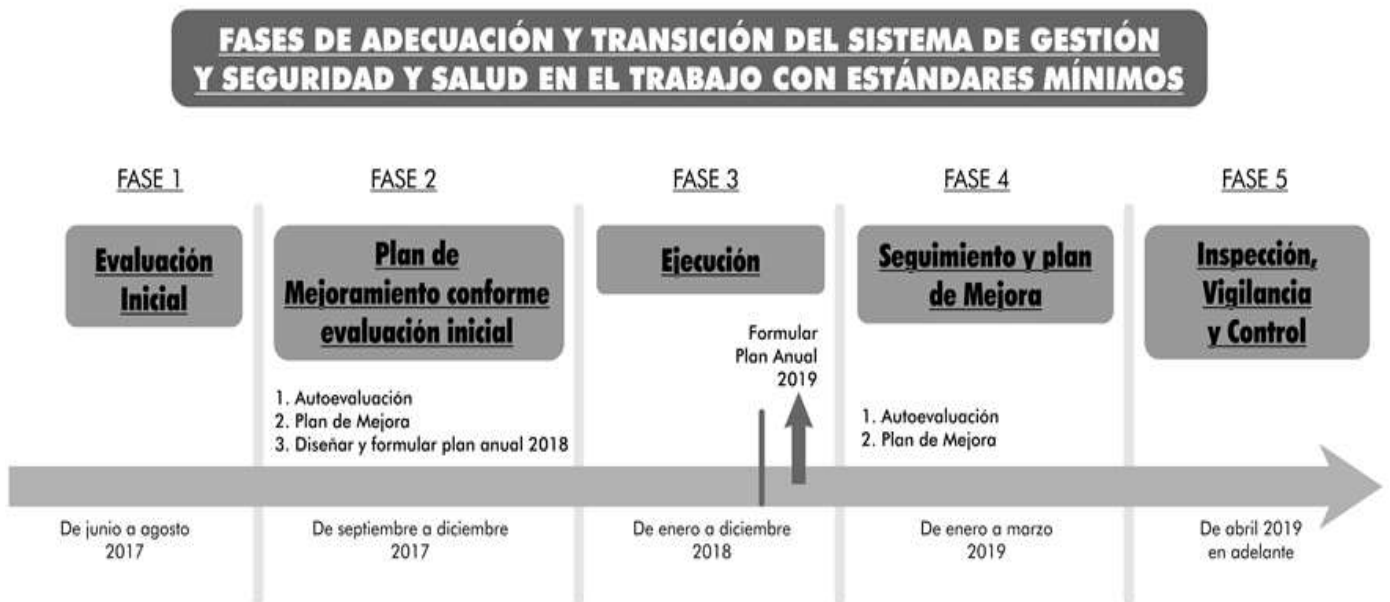 FASES DE ADECUACIÓN Y TRANSICIÓN DEL SISTEMA DE GESTIÓN
Y SEGURIDAD Y SALUD EN EL TRABAJO CON ESTÁNDARES MÍNIMOS
FASE 1
Evaluación
Inicial
De junio a agosto
2017
FASE 2
Plan de
Mejoramiento conforme
evaluación inicial
1. Autoevaluación
2. Plan de Mejora
3. Diseñar y formular plan anual 2018
De septiembre a diciembre
2017
FASE 3
Ejecución
Formular
Plan Anual
2019
De enero a diciembre
2018
FASE 4
Seguimiento y plan
de Mejora
1. Autoevaluación
2. Plan de Mejora
De enero a marzo
2019
FASE 5
Inspección,
Vigilancia
y Control
De abril 2019
en adelante